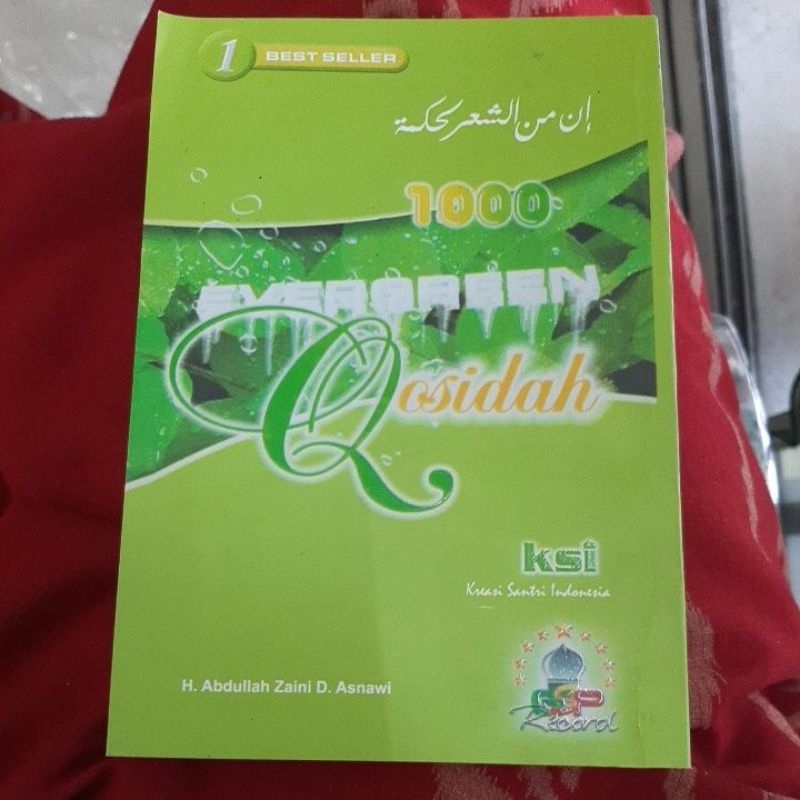 1 BEST SELLER
إن من الشعر لحكمة
1000
EVERGREEN
Qosidah
ksi
Kreasi Santri Indonesia
H. Abdullah Zaini D. Asnawi
Record